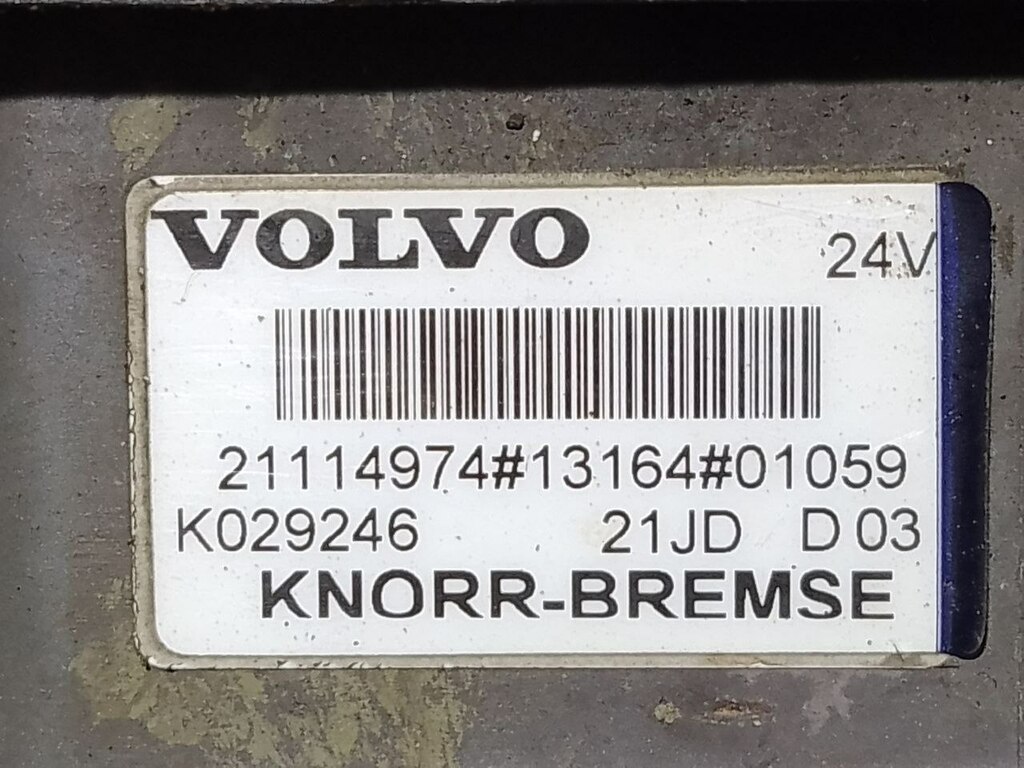 VOLVO
24V
21114974#13164#01059
K029246 21JD D 03
KNORR-BREMSE